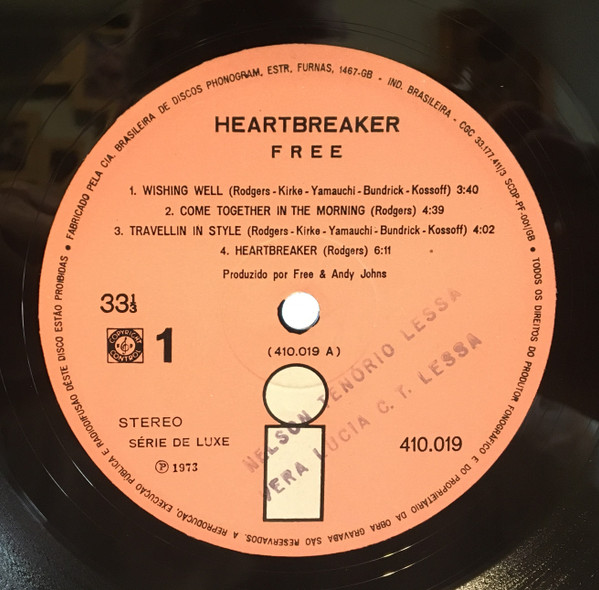 FABRICADO PELA CIA. BRASILEIRA DE DISCOS PHONOGRAM, ESTR. FURNAS, 1467-GB - IND. BRASILEIRA - CGC 33.177.411/3 SCDP-PF-001/GB • TODOS OS DIREITOS DO PRODUTOR FONOGRÁFICO E DO PROPRIETÁRIO DA OBRA GRAVADA SÃO RESERVADOS. A REPRODUÇÃO, EXECUÇÃO PÚBLICA E RADIODIFUSÃO DÊSTE DISCO ESTÃO PROIBIDAS •
HEARTBREAKER
FREE
1. WISHING WELL (Rodgers-Kirke-Yamauchi-Bundrick-Kossoff) 3:40
2. COME TOGETHER IN THE MORNING (Rodgers) 4:39
3. TRAVELLIN IN STYLE (Rodgers-Kirke-Yamauchi-Bundrick-Kossoff) 4:02
4. HEARTBREAKER (Rodgers) 6:11
Produzido por Free & Andy Johns
33⅓
COPYRIGHT CONTROL
1
(410.019 A)
NELSON TENÓRIO LESSA
VERA LUCIA C. T. LESSA
STEREO
SÉRIE DE LUXE
℗ 1973
410.019
i